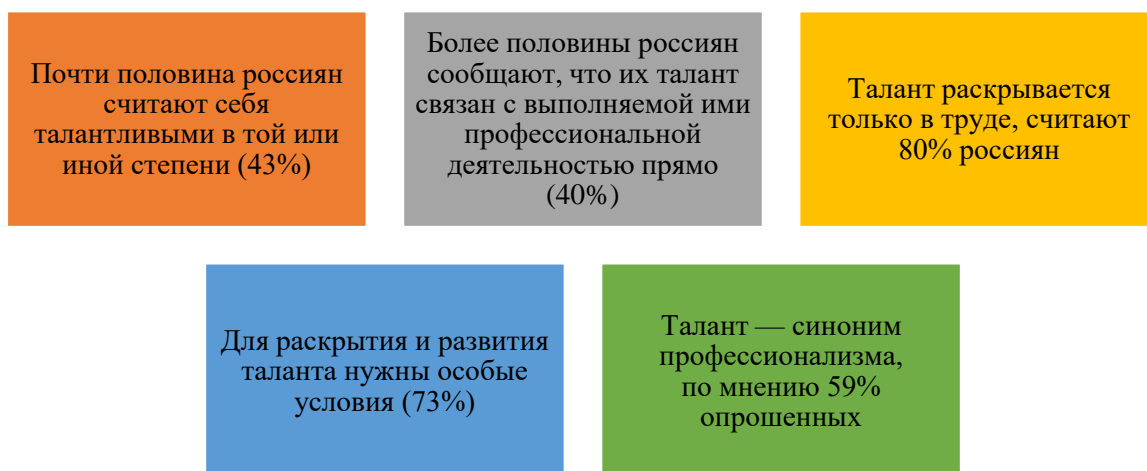 Почти половина россиян
считают себя
талантливыми в той или
иной степени (43%)
Более половины россиян
сообщают, что их талант
связан с выполняемой ими
профессиональной
деятельностью прямо
(40%)
Талант раскрывается
только в труде, считают
80% россиян
Для раскрытия и развития
таланта нужны особые
условия (73%)
Талант — синоним
профессионализма,
по мнению 59%
опрошенных